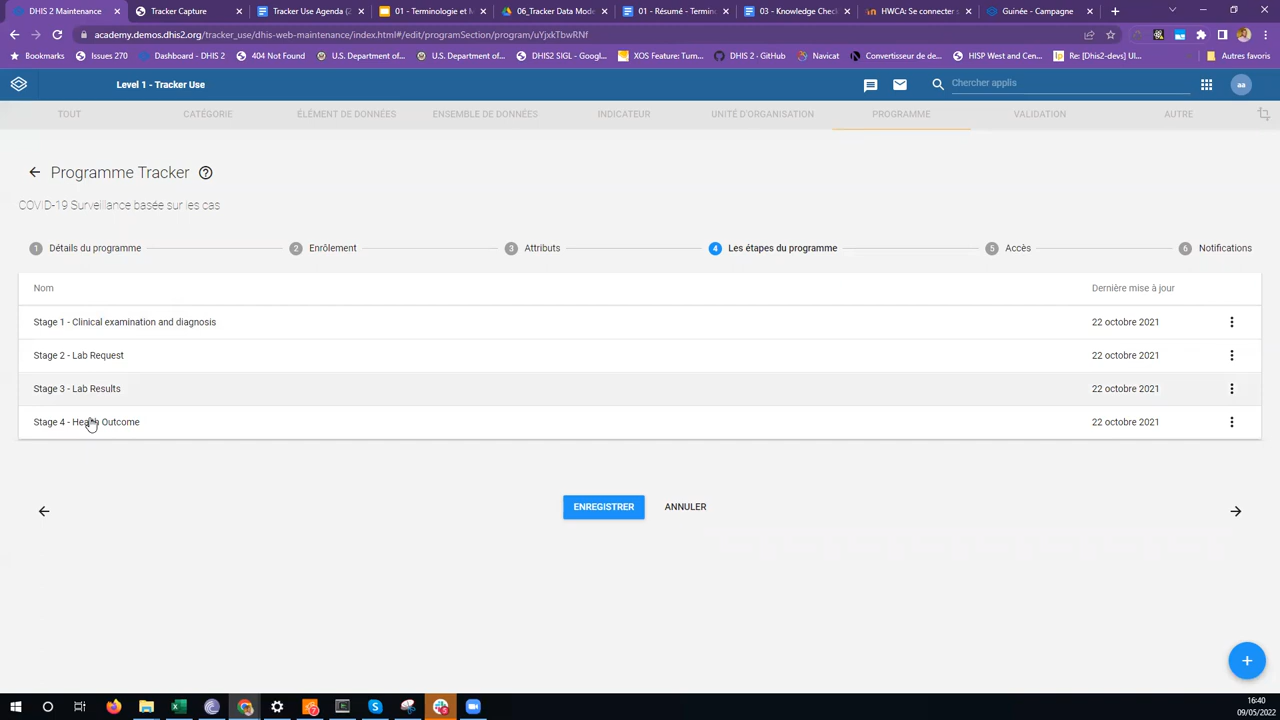 DHIS 2 Maintenance
Tracker Capture
Tracker Use Agenda (
01 - Terminologie et M
06_Tracker Data Mode
01 - Résumé - Termino
03 - Knowledge Check
HWCA: Se connecter s
Guinée - Campagne
academy.demos.dhis2.org/tracker_use/dhis-web-maintenance/index.html#/edit/programSection/program/uYjxkTbwRNf
Bookmarks
Issues 270
Dashboard - DHIS 2
404 Not Found
U.S. Department of...
U.S. Department of...
DHIS2 SIGL - Googl...
XOS Feature: Tum...
DHIS 2 · GitHub
Navicat
Convertisseur de de...
HISP West and Cen...
Re: [Dhis2-devs] UI...
Autres favoris
Level 1 - Tracker Use
Chercher applis
aa
TOUT
CATÉGORIE
ÉLÉMENT DE DONNÉES
ENSEMBLE DE DONNÉES
INDICATEUR
UNITÉ D'ORGANISATION
PROGRAMME
VALIDATION
AUTRE
Programme Tracker
COVID-19 Surveillance basée sur les cas
1 Détails du programme
2 Enrôlement
3 Attributs
4 Les étapes du programme
5 Accès
6 Notifications
Nom
Dernière mise à jour
Stage 1 - Clinical examination and diagnosis
22 octobre 2021
Stage 2 - Lab Request
22 octobre 2021
Stage 3 - Lab Results
22 octobre 2021
Stage 4 - Health Outcome
22 octobre 2021
ENREGISTRER
ANNULER
16:40
09/05/2022